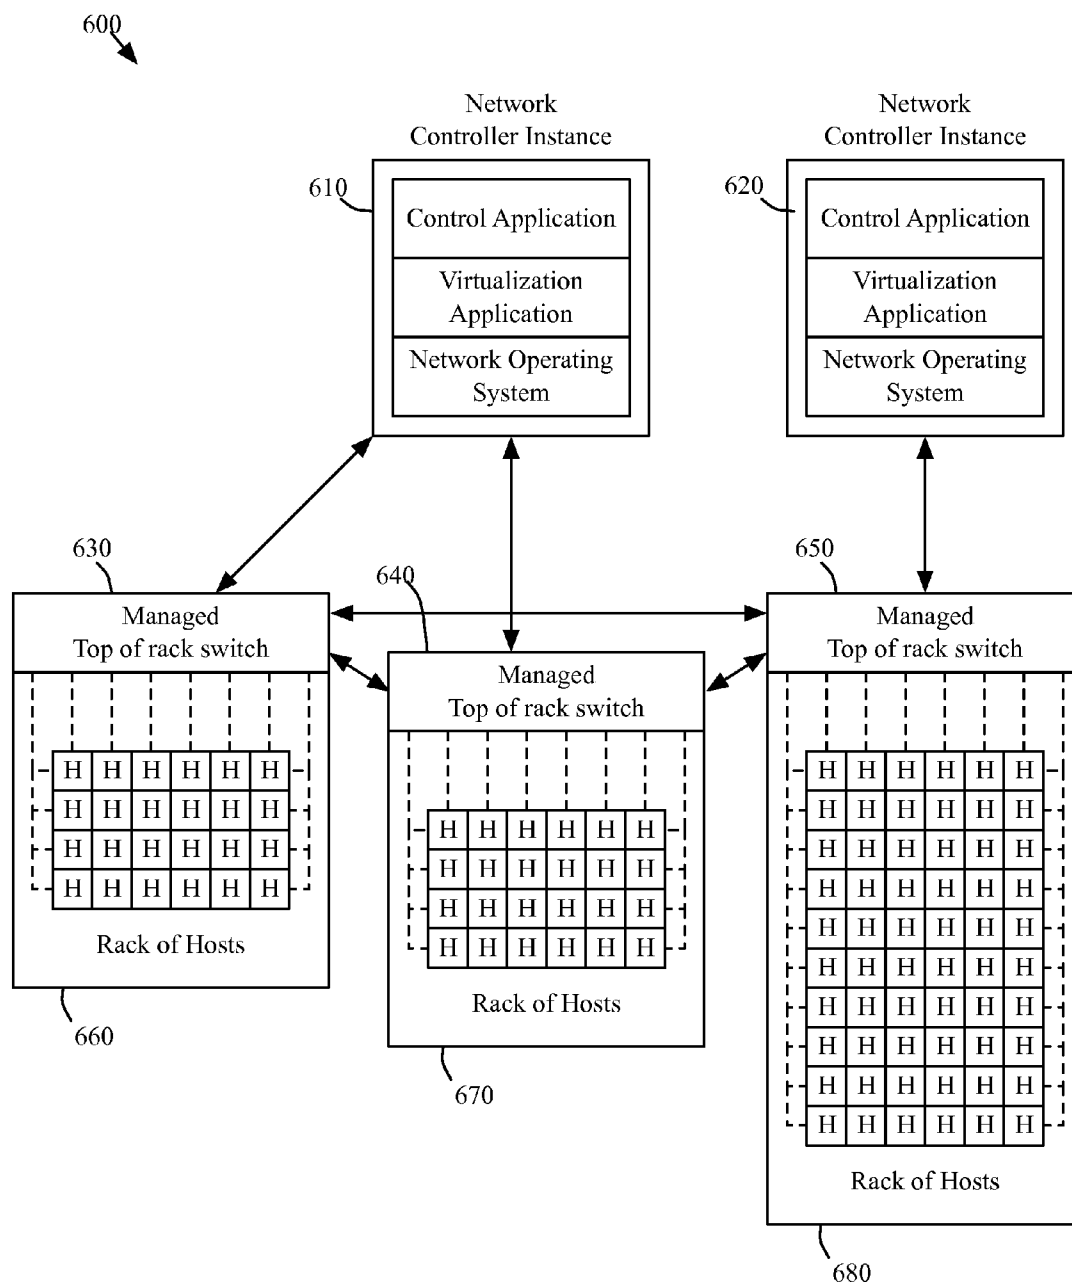 600
Network
Controller Instance
Network
Controller Instance
610
Control Application
Virtualization
Application
Network Operating
System
620
Control Application
Virtualization
Application
Network Operating
System
630
Managed
Top of rack switch
H H H H H H
H H H H H H
H H H H H H
H H H H H H
Rack of Hosts
660
640
Managed
Top of rack switch
H H H H H H
H H H H H H
H H H H H H
H H H H H H
Rack of Hosts
670
650
Managed
Top of rack switch
H H H H H H
H H H H H H
H H H H H H
H H H H H H
H H H H H H
H H H H H H
H H H H H H
H H H H H H
H H H H H H
H H H H H H
Rack of Hosts
680